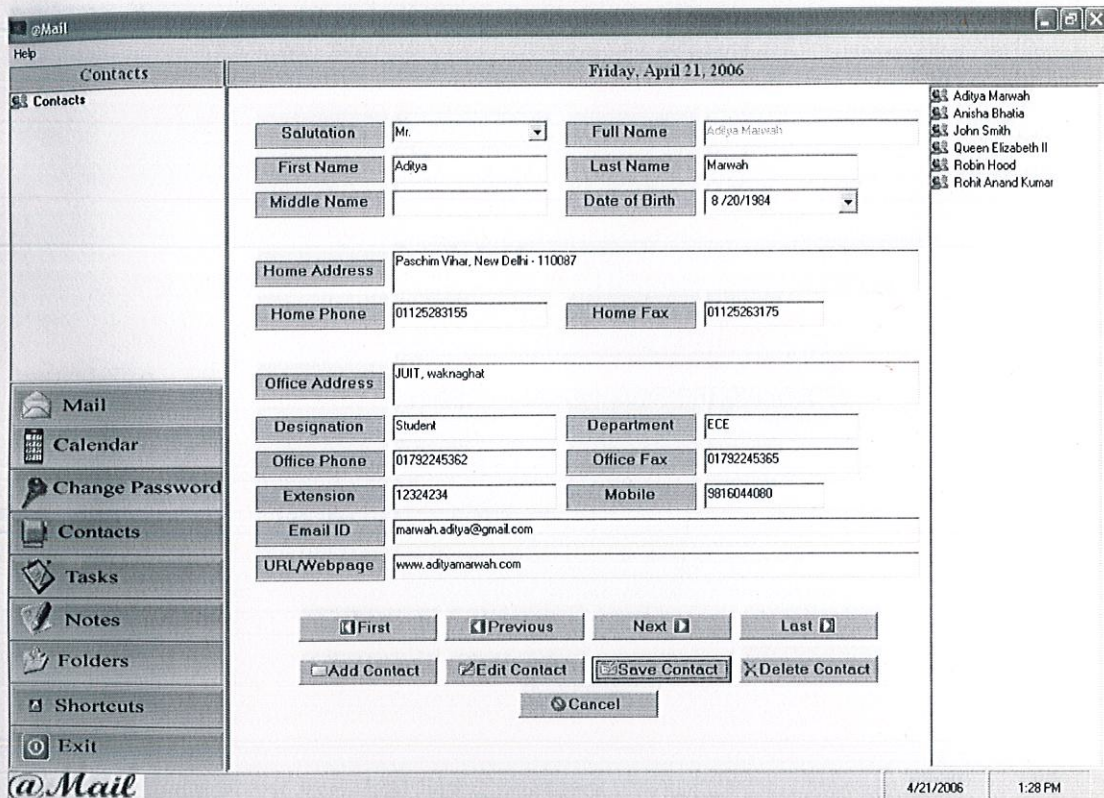 @Mail
Help
Contacts
Friday, April 21, 2006
Contacts
Salutation Mr. Full Name Aditya Marwah
First Name Aditya Last Name Marwah
Middle Name Date of Birth 8 /20/1984
Home Address Paschim Vihar, New Delhi - 110087
Home Phone 01125283155 Home Fax 01125263175
Office Address JUIT, waknaghat
Designation Student Department ECE
Office Phone 01792245362 Office Fax 01792245365
Extension 12324234 Mobile 9816044080
Email ID marwah.aditya@gmail.com
URL/Webpage www.adityamarwah.com
First Previous Next Last
Add Contact Edit Contact Save Contact Delete Contact
Cancel
Aditya Marwah
Anisha Bhatia
John Smith
Queen Elizabeth II
Robin Hood
Rohit Anand Kumar
Mail
Calendar
Change Password
Contacts
Tasks
Notes
Folders
Shortcuts
Exit
@Mail
4/21/2006 1:28 PM